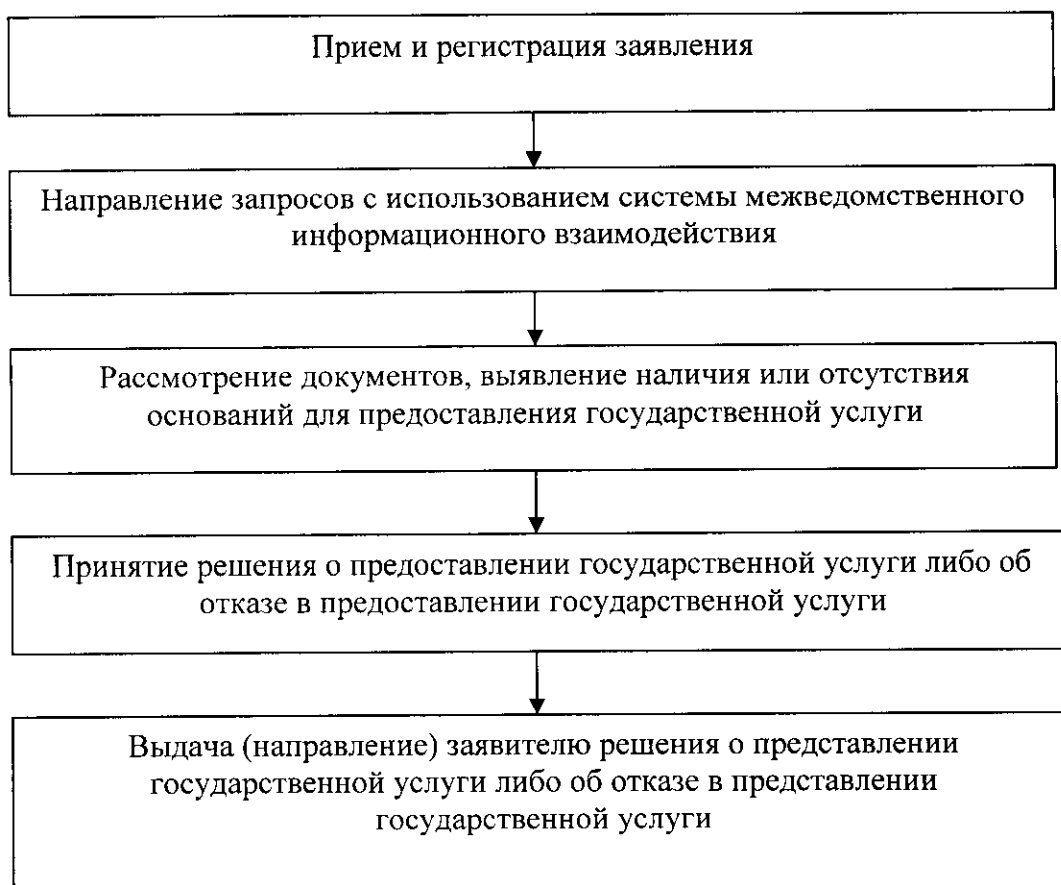 Прием и регистрация заявления
Направление запросов с использованием системы межведомственного
информационного взаимодействия
Рассмотрение документов, выявление наличия или отсутствия
оснований для предоставления государственной услуги
Принятие решения о предоставлении государственной услуги либо об
отказе в предоставлении государственной услуги
Выдача (направление) заявителю решения о представлении
государственной услуги либо об отказе в представлении
государственной услуги